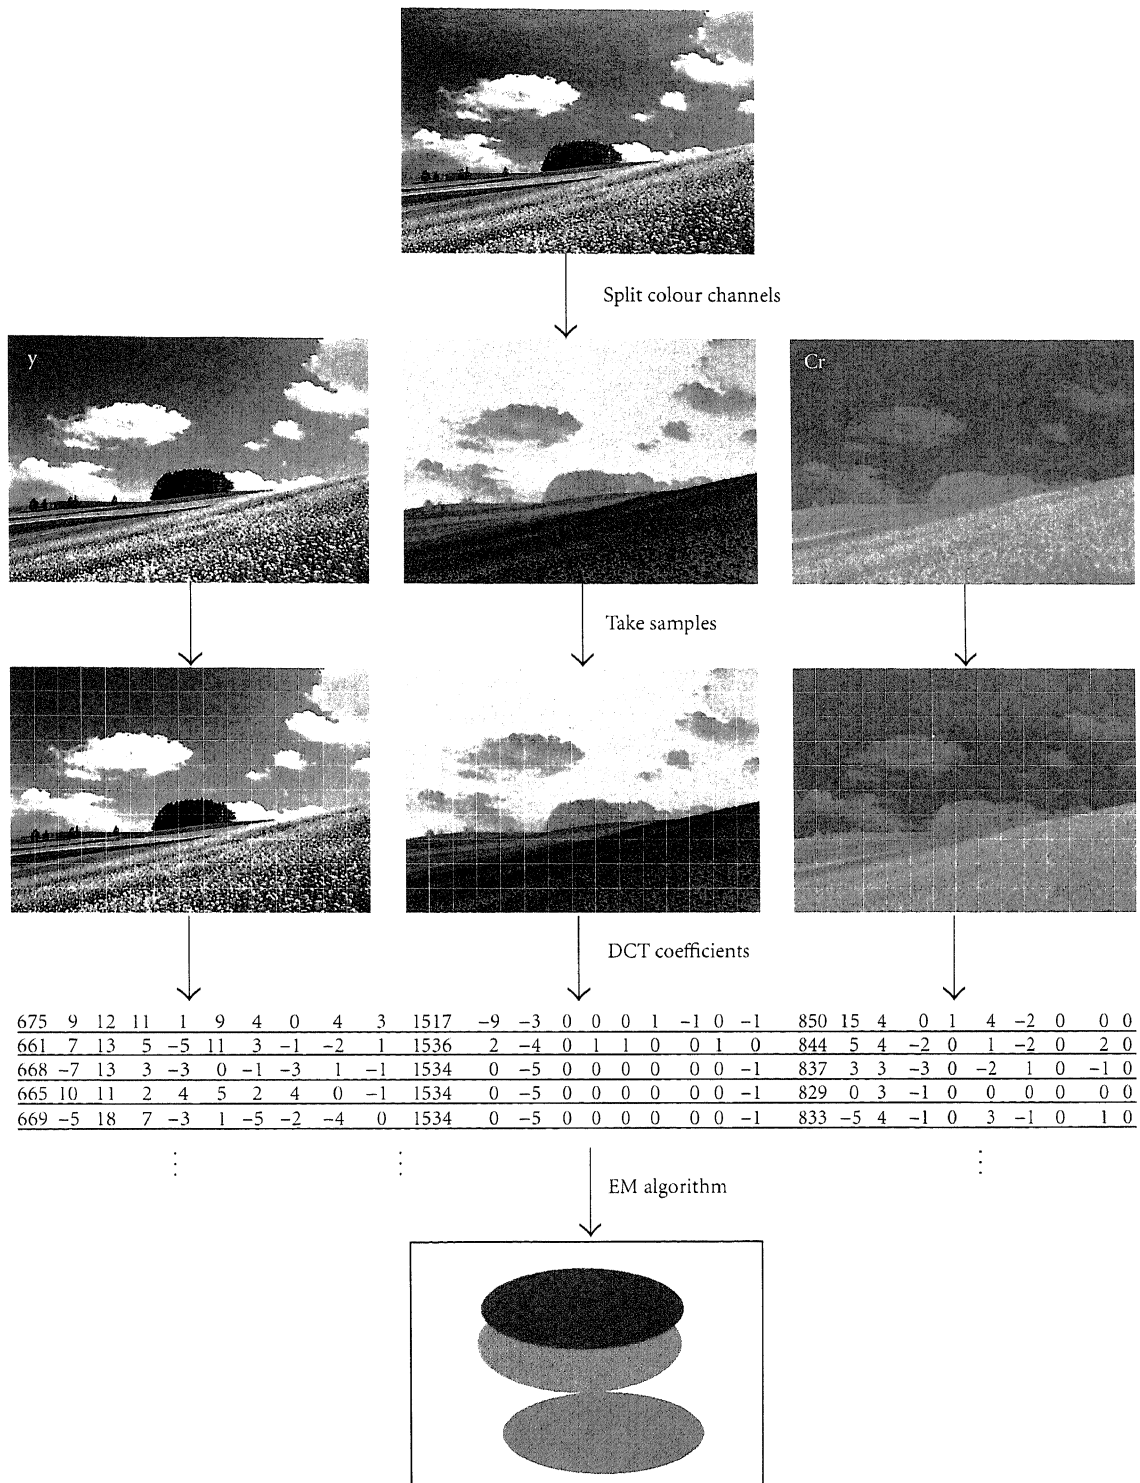 Split colour channels
y
Cr
Take samples
DCT coefficients
675 9 12 11 1 9 4 0 4 3 1517 −9 −3 0 0 0 1 −1 0 −1 850 15 4 0 1 4 −2 0 0 0
661 7 13 5 −5 11 3 −1 −2 1 1536 2 −4 0 1 1 0 0 1 0 844 5 4 −2 0 1 −2 0 2 0
668 −7 13 3 −3 0 −1 −3 1 −1 1534 0 −5 0 0 0 0 0 0 −1 837 3 3 −3 0 −2 1 0 −1 0
665 10 11 2 4 5 2 4 0 −1 1534 0 −5 0 0 0 0 0 0 −1 829 0 3 −1 0 0 0 0 0 0
669 −5 18 7 −3 1 −5 −2 −4 0 1534 0 −5 0 0 0 0 0 0 −1 833 −5 4 −1 0 3 −1 0 1 0
⋮ ⋮ ⋮
EM algorithm